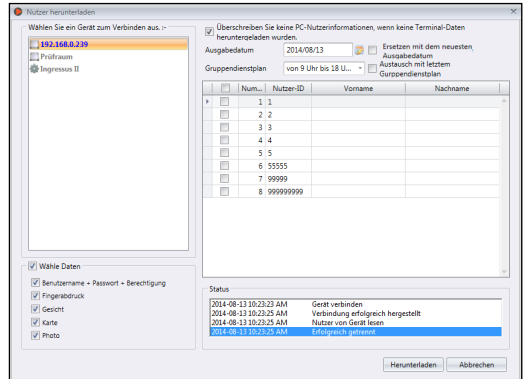 Nutzer herunterladen
Wählen Sie ein Gerät zum Verbinden aus. :-
192.168.0.239
Prüfraum
Ingressus II
Wähle Daten
Benutzername + Passwort + Berechtigung
Fingerabdruck
Gesicht
Karte
Photo
Überschreiben Sie keine PC-Nutzerinformationen, wenn keine Terminal-Daten
heruntergeladen wurden.
Ausgabedatum 2014/08/13 Ersetzen mit dem neuesten
Ausgabedatum
Gruppendienstplan von 9 Uhr bis 18 U... Austausch mit letztem
Gurppendienstplan
Num... Nutzer-ID Vorname Nachname
1 1
2 2
3 3
4 4
5 5
6 55555
7 99999
8 999999999
Status
2014-08-13 10:23:23 AM Gerät verbinden
2014-08-13 10:23:25 AM Verbindung erfolgreich hergestellt
2014-08-13 10:23:25 AM Nutzer von Gerät lesen
2014-08-13 10:23:25 AM Erfolgreich getrennt
Herunterladen Abbrechen